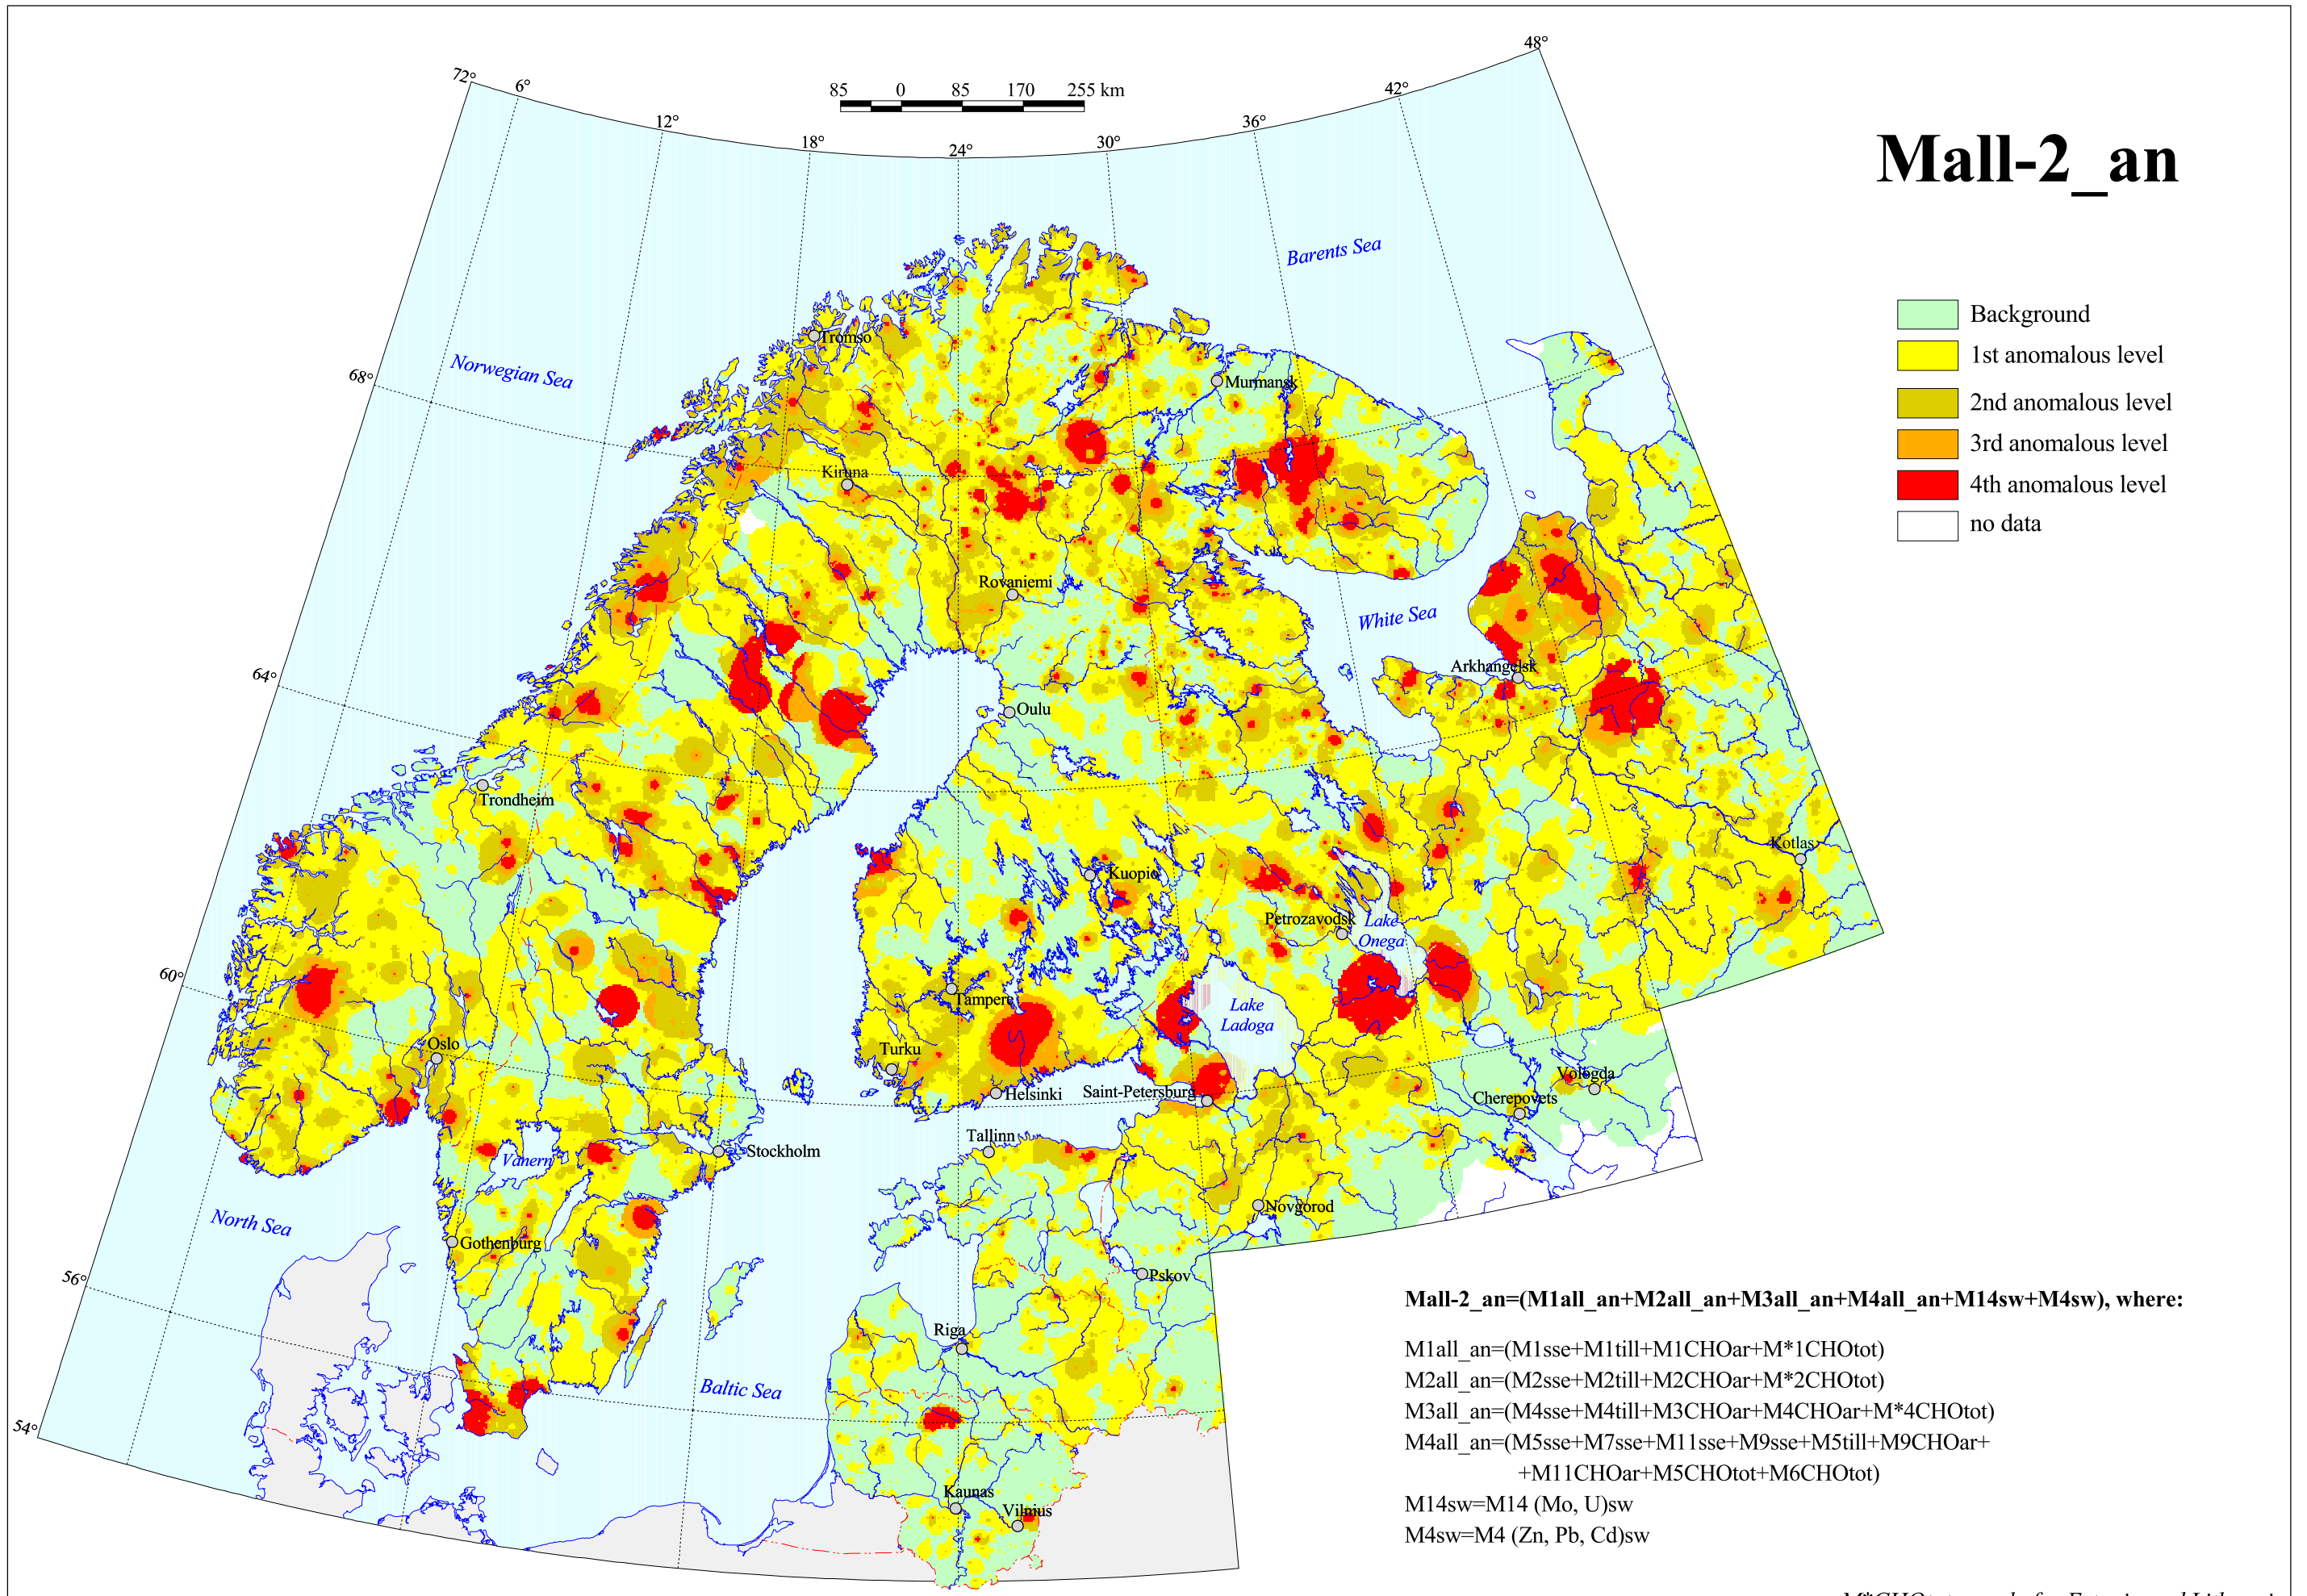 Mall-2_an
72°
6°
12°
18°
24°
30°
36°
42°
48°
85 0 85 170 255 km
Barents Sea
Norwegian Sea
68°
64°
60°
56°
54°
Background
1st anomalous level
2nd anomalous level
3rd anomalous level
4th anomalous level
no data
Tromso
Murmansk
Kiruna
Rovaniemi
White Sea
Arkhangelsk
Oulu
Trondheim
Kotlas
Kuopio
Petrozavodsk
Lake
Onega
Tampere
Lake
Ladoga
Oslo
Turku
Helsinki
Saint-Petersburg
Vologda
Cherepovets
Tallinn
Stockholm
Vanern
North Sea
Novgorod
Gothenburg
Pskov
Riga
Baltic Sea
Kaunas
Vilnius
Mall-2_an=(M1all_an+M2all_an+M3all_an+M4all_an+M14sw+M4sw), where:
M1all_an=(M1sse+M1till+M1CHOar+M*1CHOtot)
M2all_an=(M2sse+M2till+M2CHOar+M*2CHOtot)
M3all_an=(M4sse+M4till+M3CHOar+M4CHOar+M*4CHOtot)
M4all_an=(M5sse+M7sse+M11sse+M9sse+M5till+M9CHOar+
+M11CHOar+M5CHOtot+M6CHOtot)
M14sw=M14 (Mo, U)sw
M4sw=M4 (Zn, Pb, Cd)sw